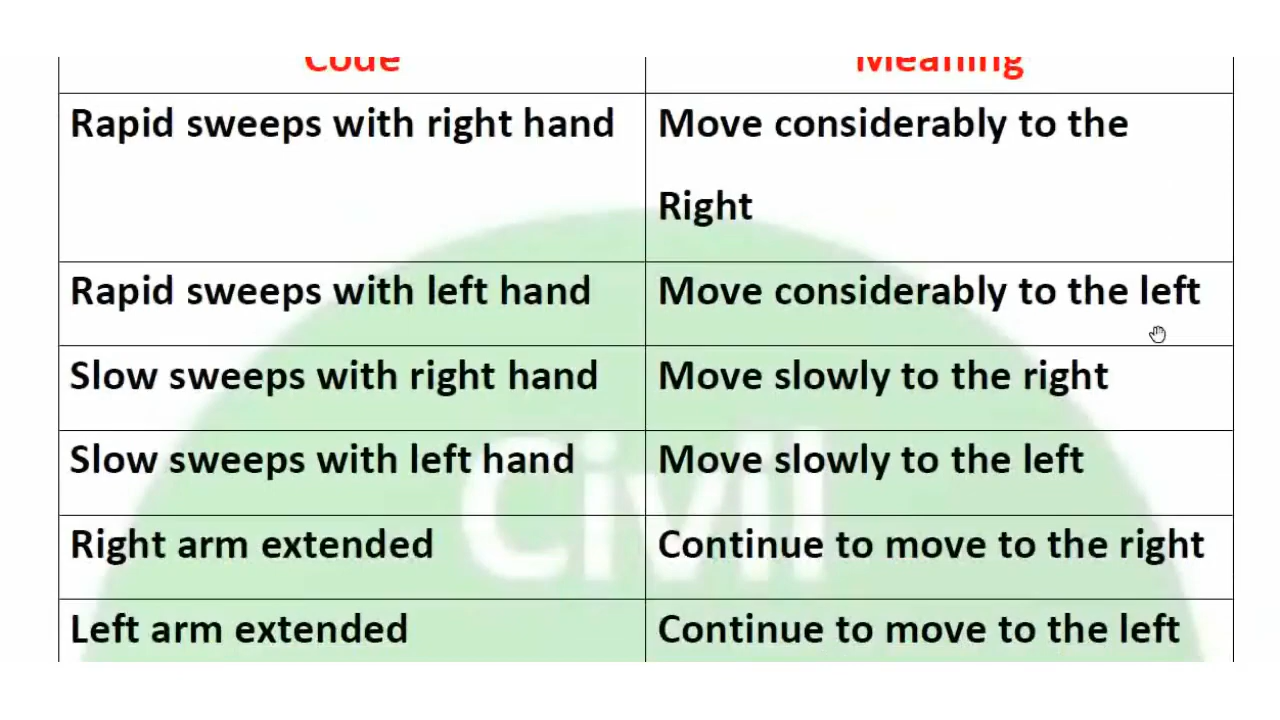 Code Meaning
Rapid sweeps with right hand Move considerably to the
Right
Rapid sweeps with left hand Move considerably to the left
Slow sweeps with right hand Move slowly to the right
Slow sweeps with left hand Move slowly to the left
Right arm extended Continue to move to the right
Left arm extended Continue to move to the left
Civil